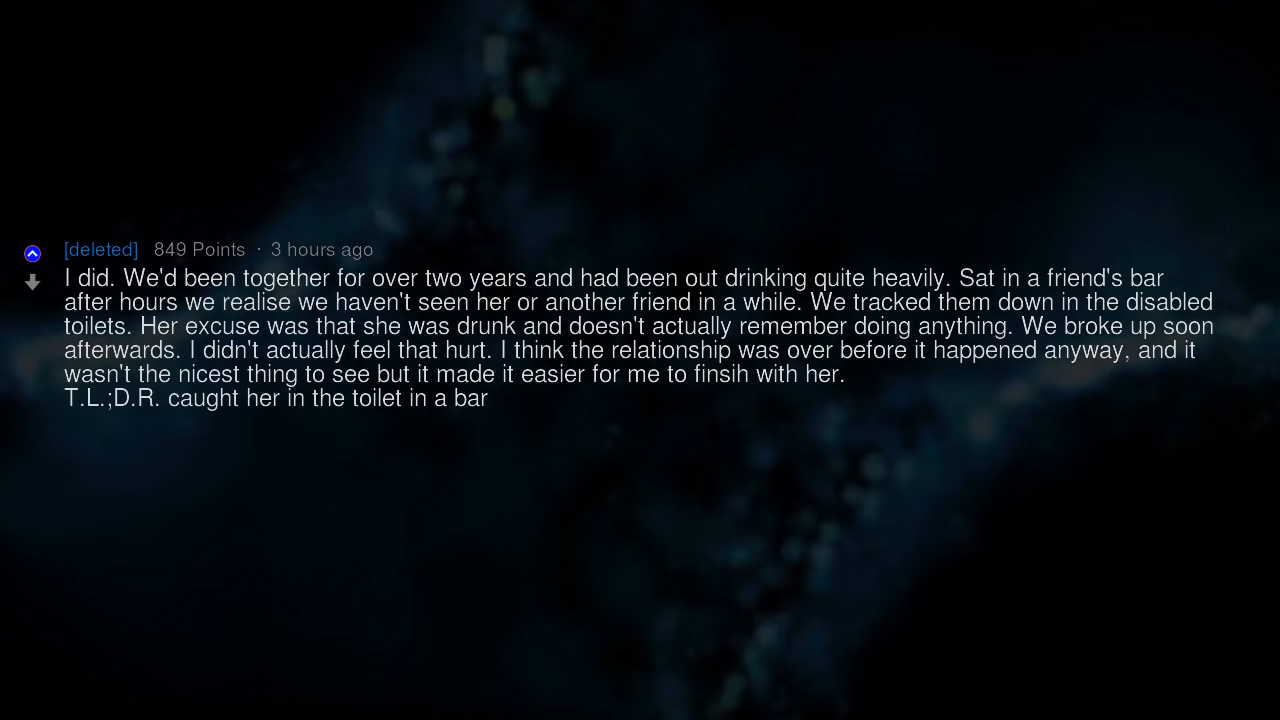 [deleted] 849 Points · 3 hours ago
I did. We'd been together for over two years and had been out drinking quite heavily. Sat in a friend's bar
after hours we realise we haven't seen her or another friend in a while. We tracked them down in the disabled
toilets. Her excuse was that she was drunk and doesn't actually remember doing anything. We broke up soon
afterwards. I didn't actually feel that hurt. I think the relationship was over before it happened anyway, and it
wasn't the nicest thing to see but it made it easier for me to finsih with her.
T.L.;D.R. caught her in the toilet in a bar